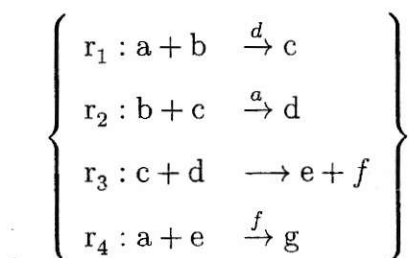 r₁ : a + b →ᵈ c
r₂ : b + c →ᵃ d
r₃ : c + d ⟶ e + f
r₄ : a + e →ᶠ g